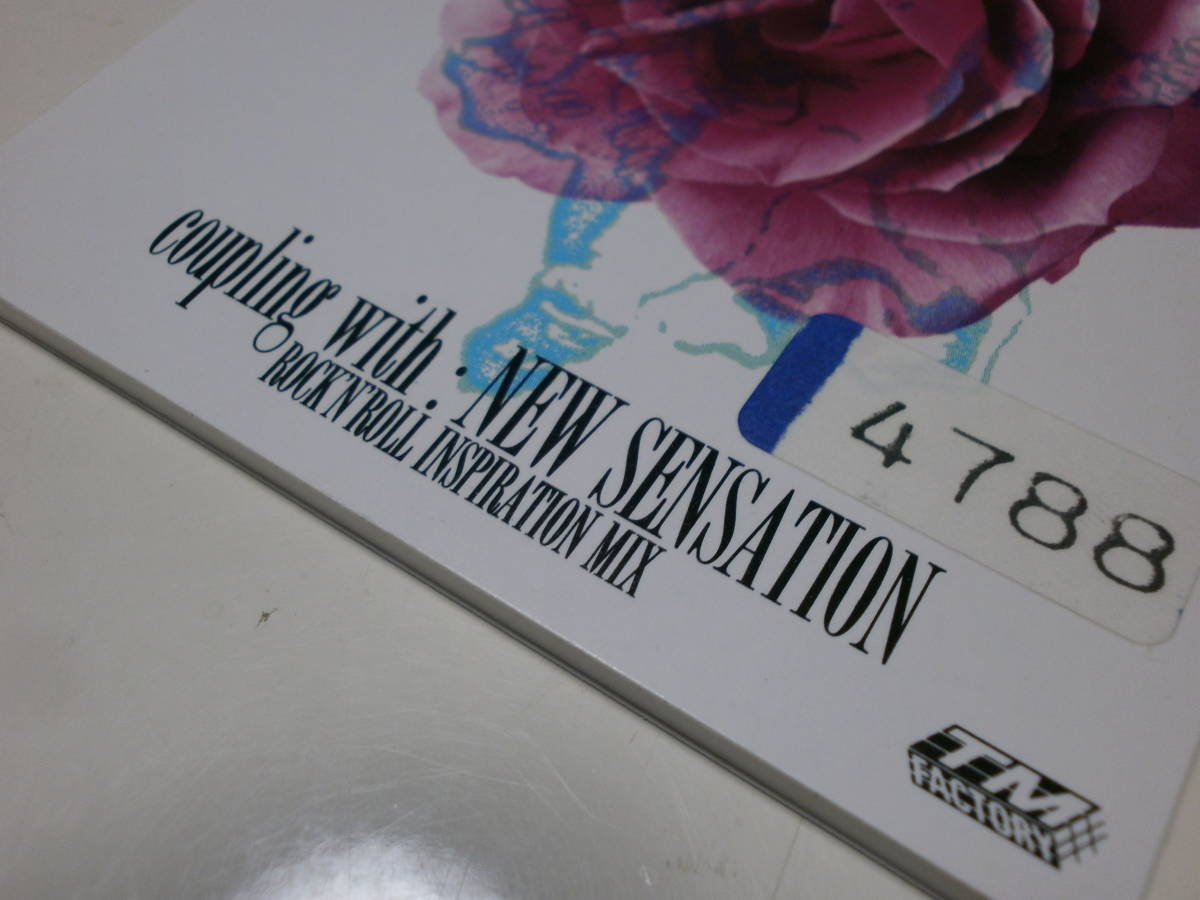 coupling with · NEW SENSATION
ROCK'N'ROLL INSPIRATION MIX
4788
TM
FACTORY